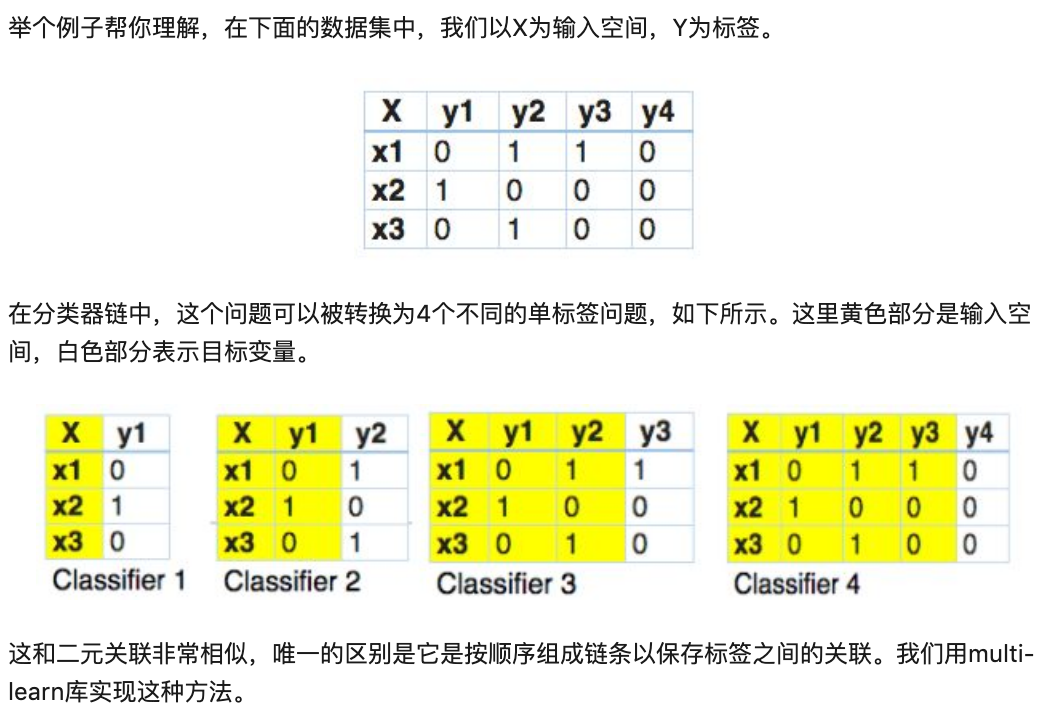 举个例子帮你理解，在下面的数据集中，我们以X为输入空间，Y为标签。
X y1 y2 y3 y4
x1 0 1 1 0
x2 1 0 0 0
x3 0 1 0 0
在分类器链中，这个问题可以被转换为4个不同的单标签问题，如下所示。这里黄色部分是输入空
间，白色部分表示目标变量。
X y1
x1 0
x2 1
x3 0
Classifier 1
X y1 y2
x1 0 1
x2 1 0
x3 0 1
Classifier 2
X y1 y2 y3
x1 0 1 1
x2 1 0 0
x3 0 1 0
Classifier 3
X y1 y2 y3 y4
x1 0 1 1 0
x2 1 0 0 0
x3 0 1 0 0
Classifier 4
这和二元关联非常相似，唯一的区别是它是按顺序组成链条以保存标签之间的关联。我们用multi-
learn库实现这种方法。